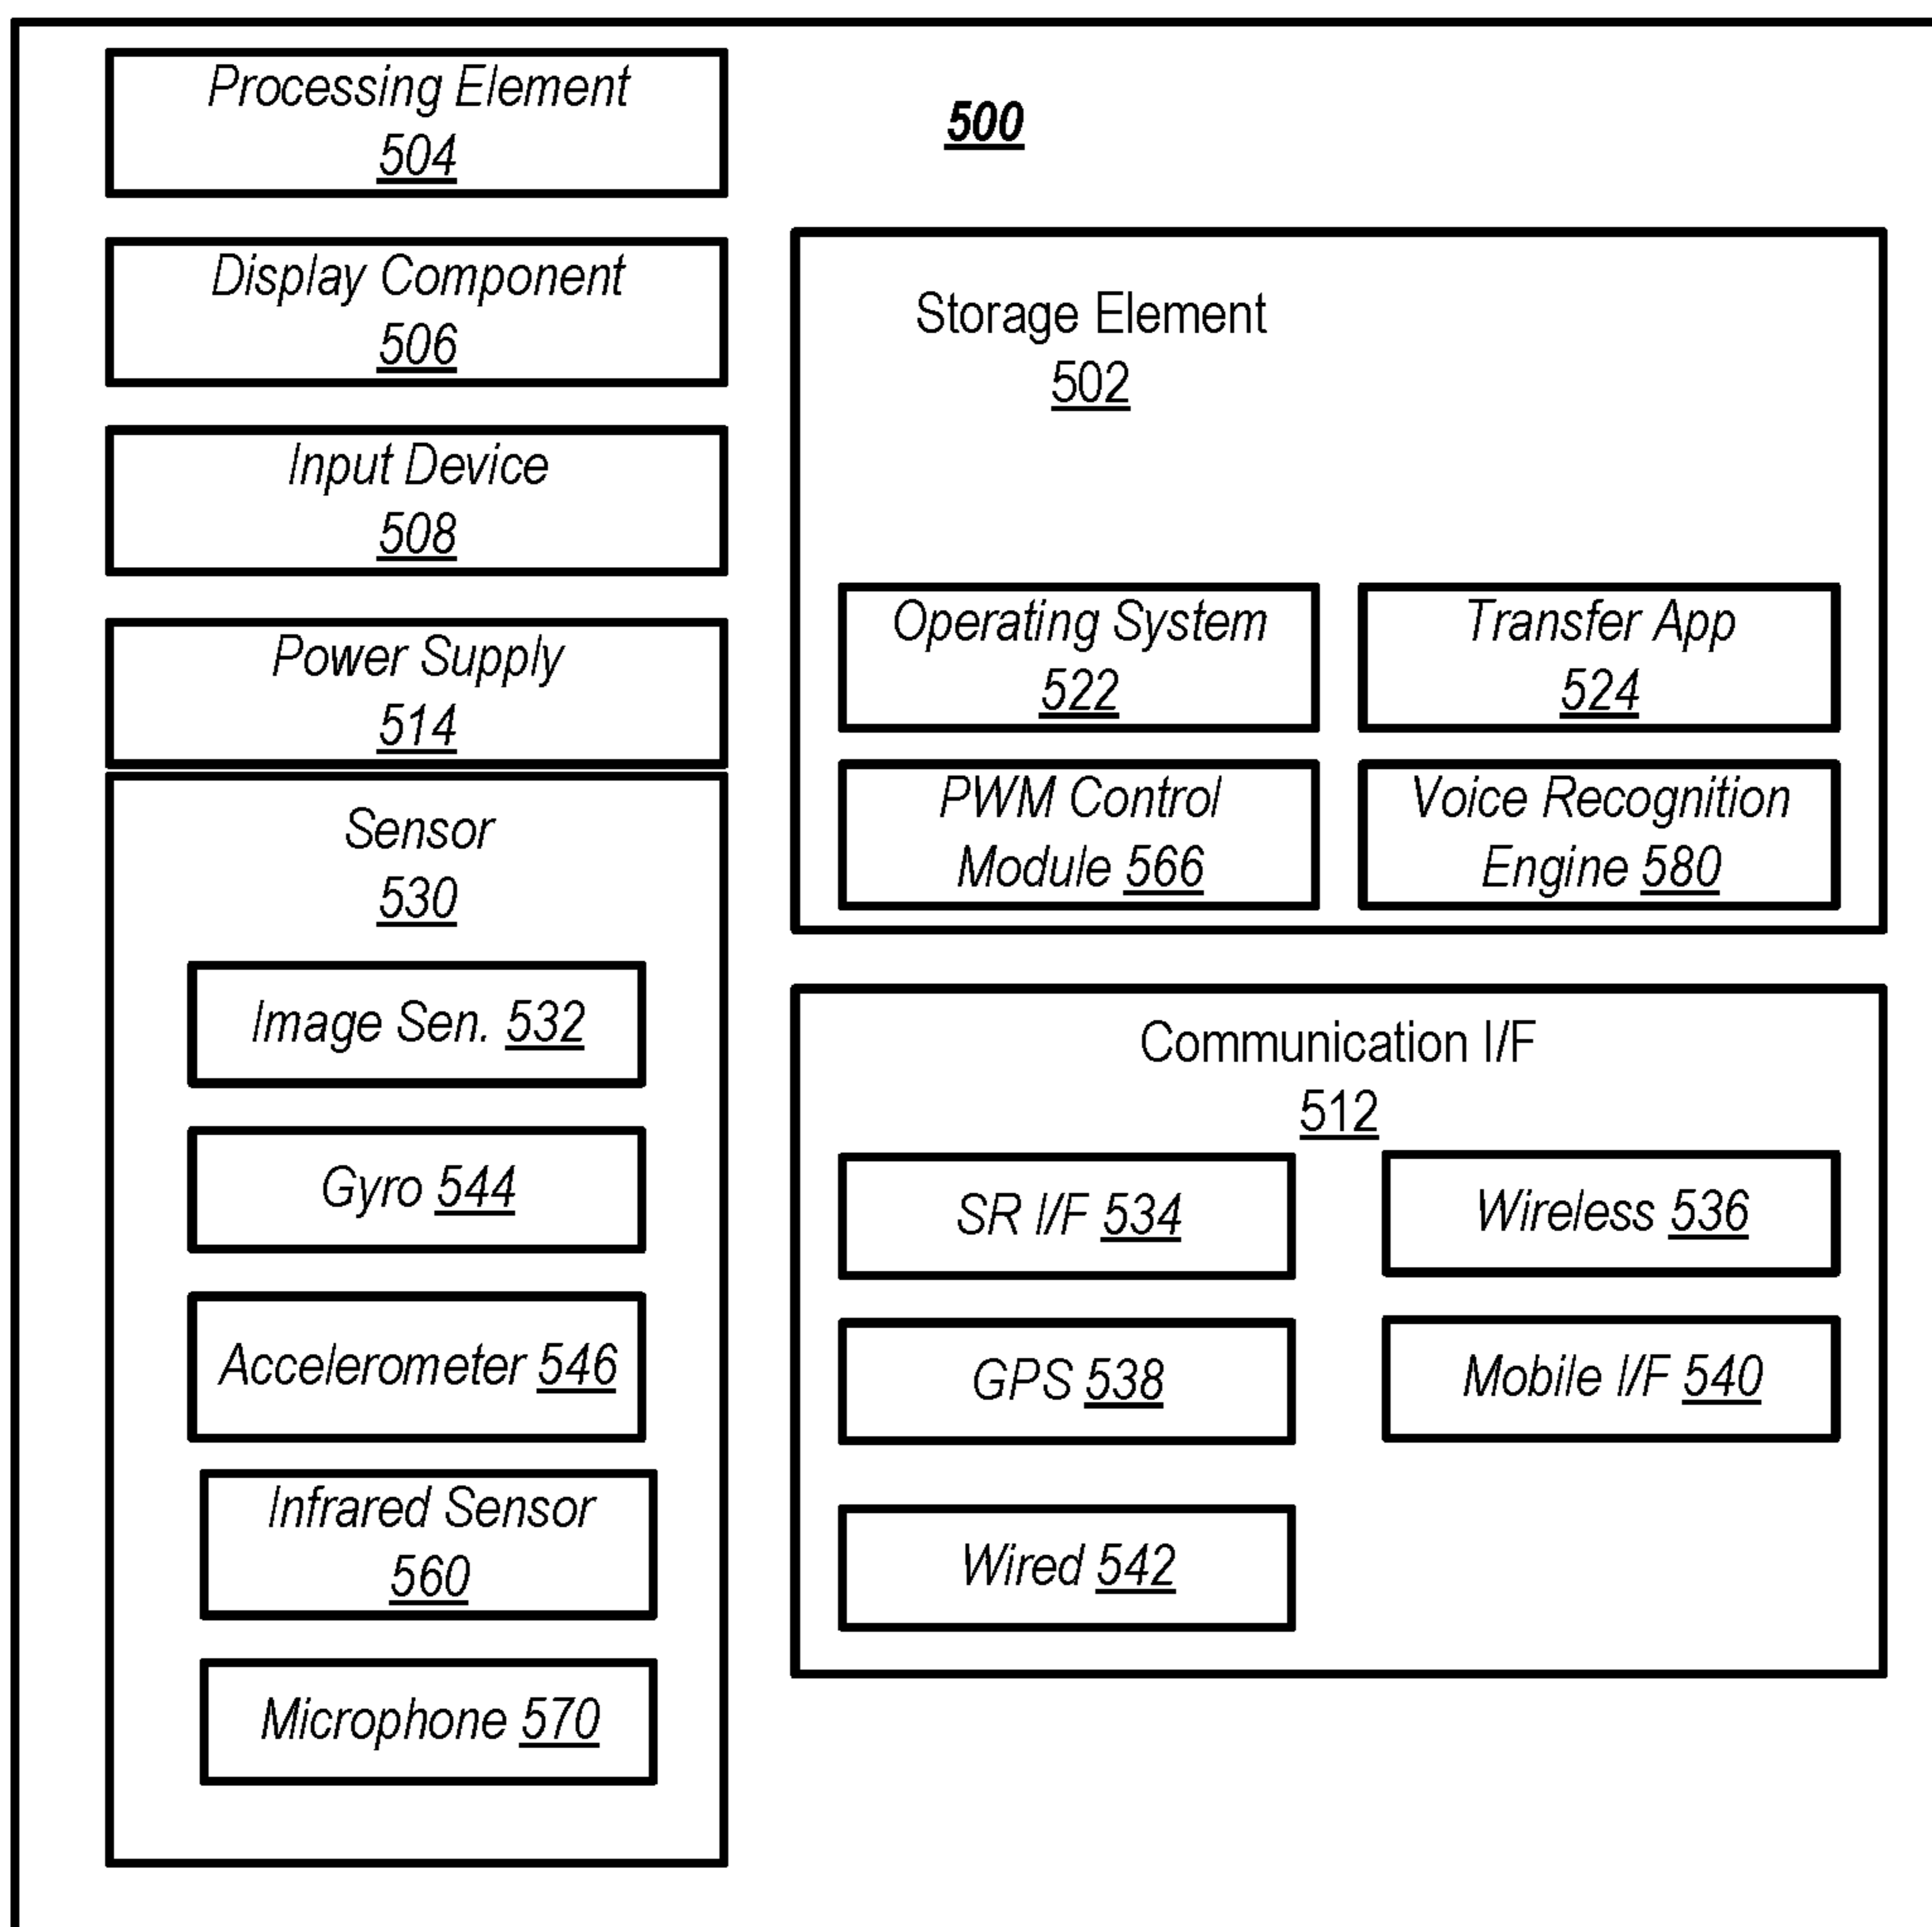 Processing Element
504
500
Display Component
506
Input Device
508
Power Supply
514
Sensor
530
Image Sen. 532
Gyro 544
Accelerometer 546
Infrared Sensor
560
Microphone 570
Storage Element
502
Operating System
522
Transfer App
524
PWM Control
Module 566
Voice Recognition
Engine 580
Communication I/F
512
SR I/F 534
Wireless 536
GPS 538
Mobile I/F 540
Wired 542